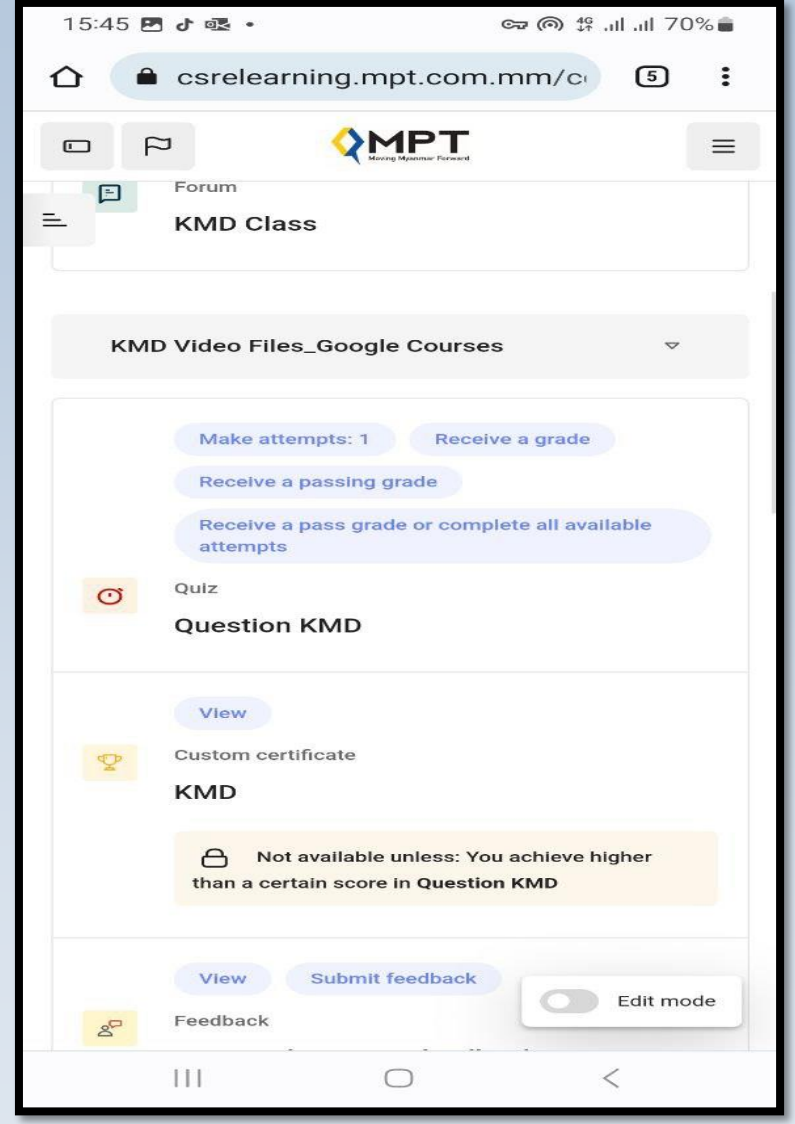 15:45
4G
70%
csrelearning.mpt.com.mm/c
5
MPT
Moving Myanmar Forward
Forum
KMD Class
KMD Video Files_Google Courses
Make attempts: 1 Receive a grade
Receive a passing grade
Receive a pass grade or complete all available
attempts
Quiz
Question KMD
View
Custom certificate
KMD
Not available unless: You achieve higher
than a certain score in Question KMD
View Submit feedback
Edit mode
Feedback